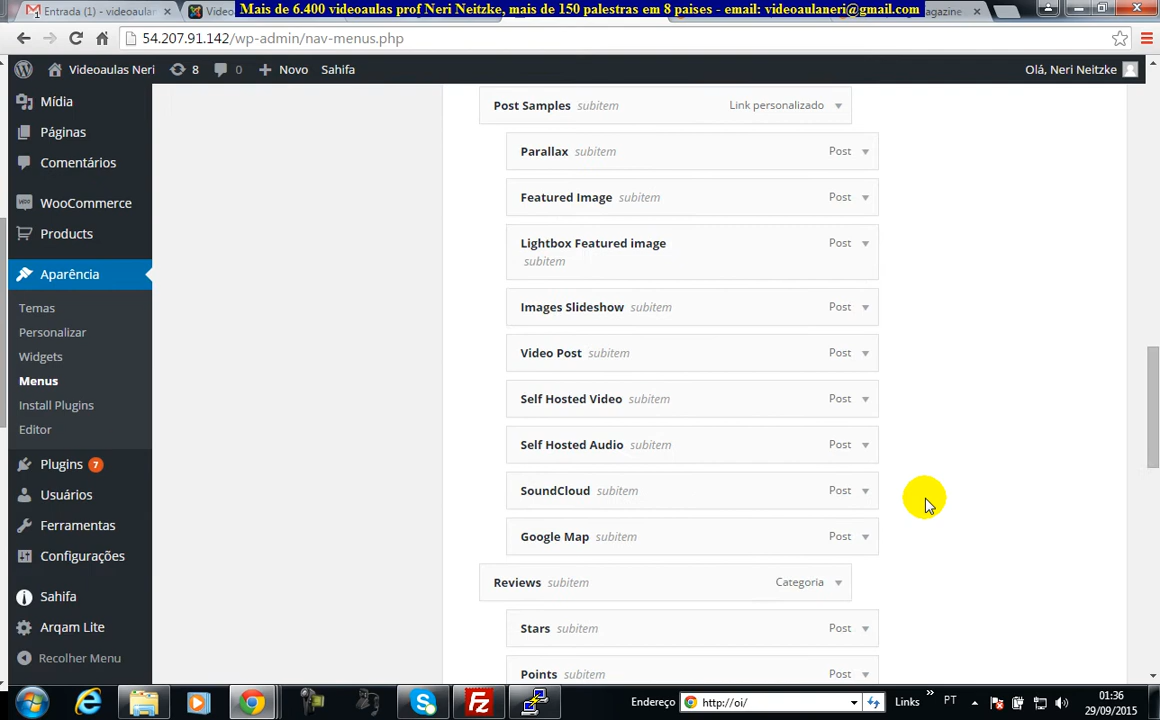 Mais de 6.400 videoaulas prof Neri Neitzke, mais de 150 palestras em 8 paises - email: videoaulaneri@gmail.com
Entrada (1) - videoaula
Video
agazine
54.207.91.142/wp-admin/nav-menus.php
Videoaulas Neri 8 0 Novo Sahifa Olá, Neri Neitzke
Mídia
Páginas
Comentários
WooCommerce
Products
Aparência
Temas
Personalizar
Widgets
Menus
Install Plugins
Editor
Plugins 7
Usuários
Ferramentas
Configurações
Sahifa
Arqam Lite
Recolher Menu
Post Samples subitem Link personalizado
Parallax subitem Post
Featured Image subitem Post
Lightbox Featured image Post
subitem
Images Slideshow subitem Post
Video Post subitem Post
Self Hosted Video subitem Post
Self Hosted Audio subitem Post
SoundCloud subitem Post
Google Map subitem Post
Reviews subitem Categoria
Stars subitem Post
Points subitem Post
Endereço http://oi/ Links » PT 01:36
29/09/2015